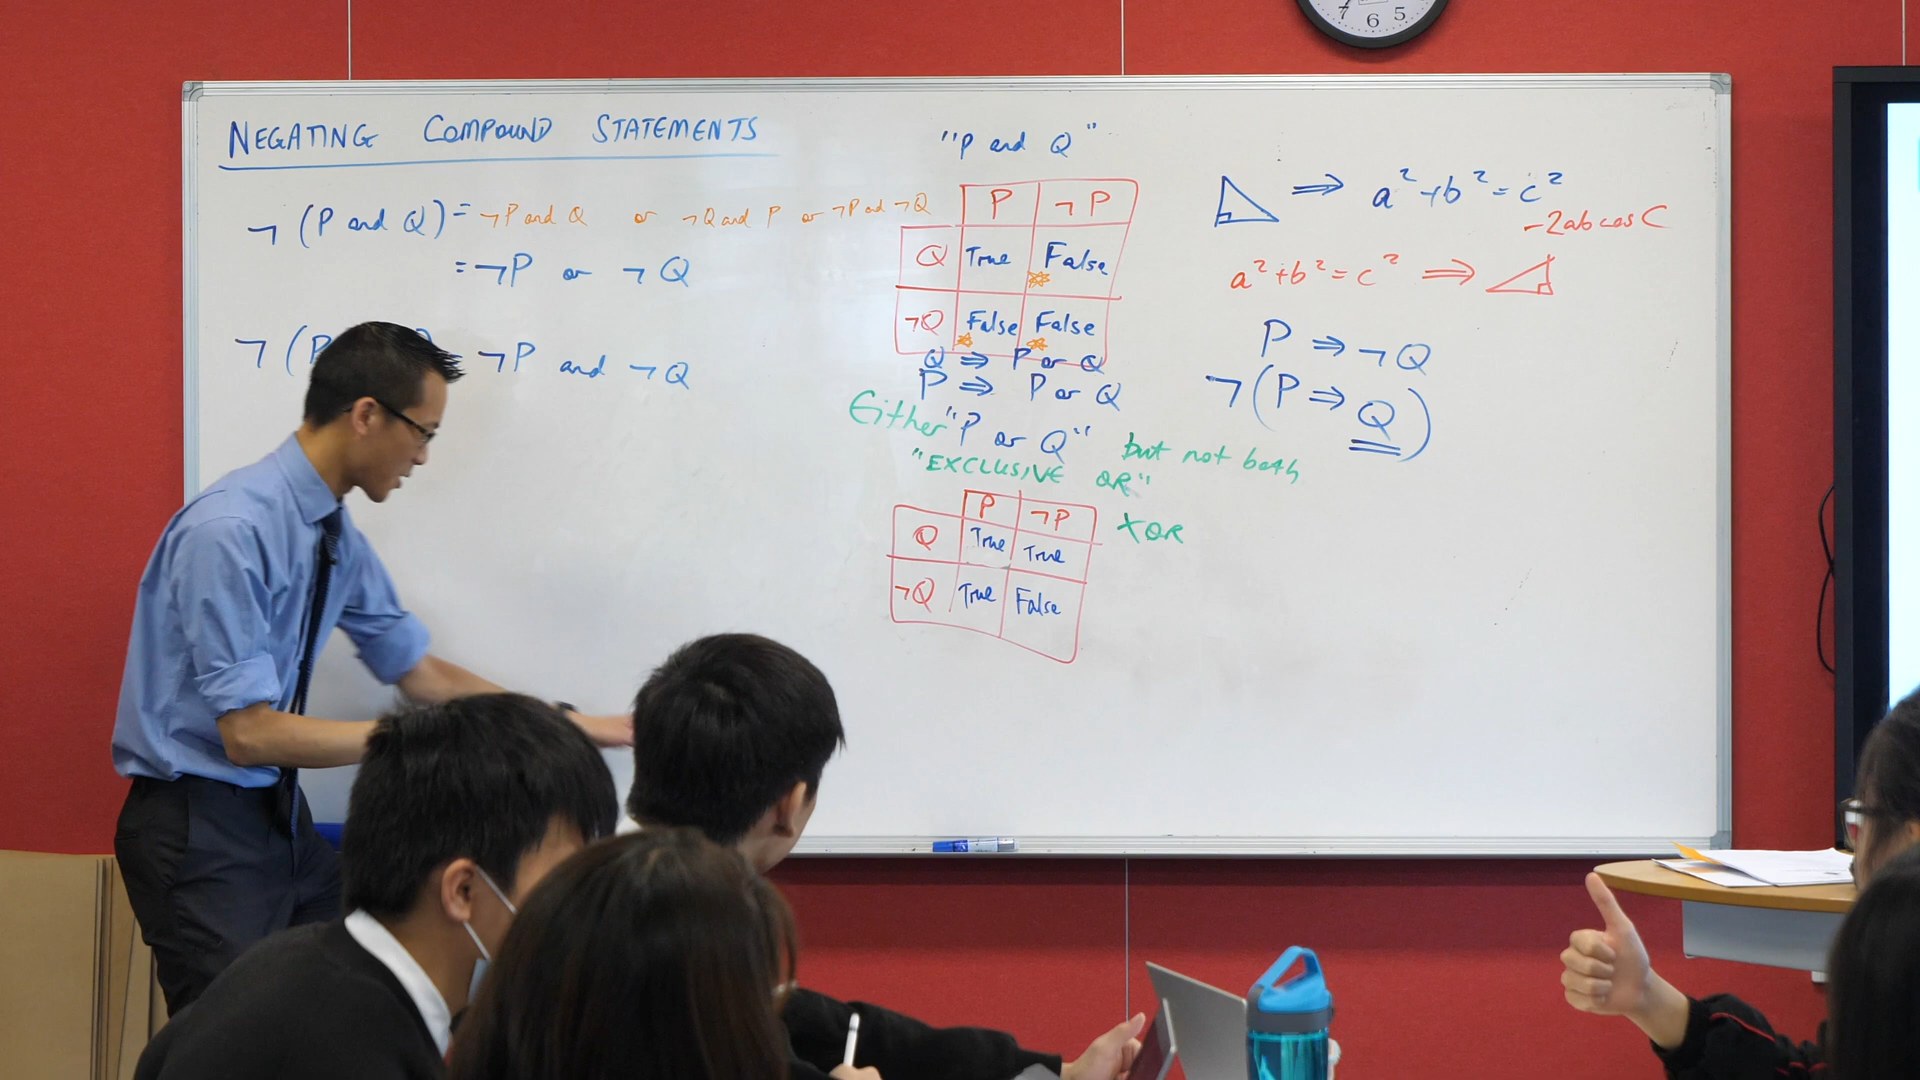 7 6 5
NEGATING COMPOUND STATEMENTS
¬(P and Q) = ¬P and Q or ¬Q and P or ¬P and ¬Q
= ¬P or ¬Q
¬(P = ¬P and ¬Q
"P and Q"
P ¬P
Q True False
¬Q False False
Q ⇒ P or Q
P ⇒ P or Q
Either "P or Q" but not both
"EXCLUSIVE OR"
XOR
P ¬P
Q True True
¬Q True False
⇒ a² + b² = c²
-2ab cos C
a² + b² = c² ⇒
P ⇒ ¬Q
¬(P ⇒ Q)